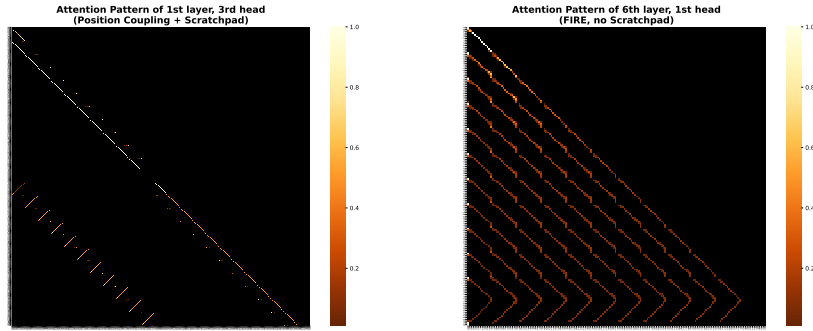 Attention Pattern of 1st layer, 3rd head
(Position Coupling + Scratchpad)
1.0
0.8
0.6
0.4
0.2
Attention Pattern of 6th layer, 1st head
(FIRE, no Scratchpad)
1.0
0.8
0.6
0.4
0.2